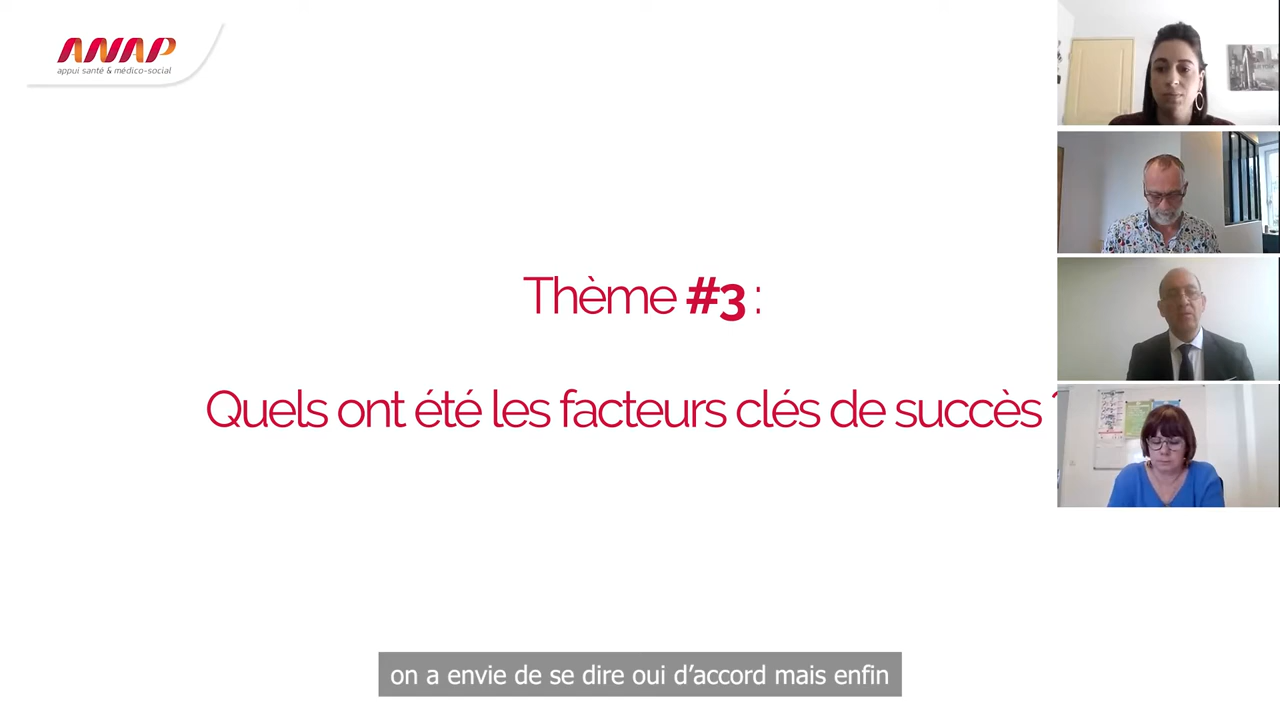 ANAP
appui santé & médico-social
Thème #3 :
Quels ont été les facteurs clés de succès ?
on a envie de se dire oui d’accord mais enfin